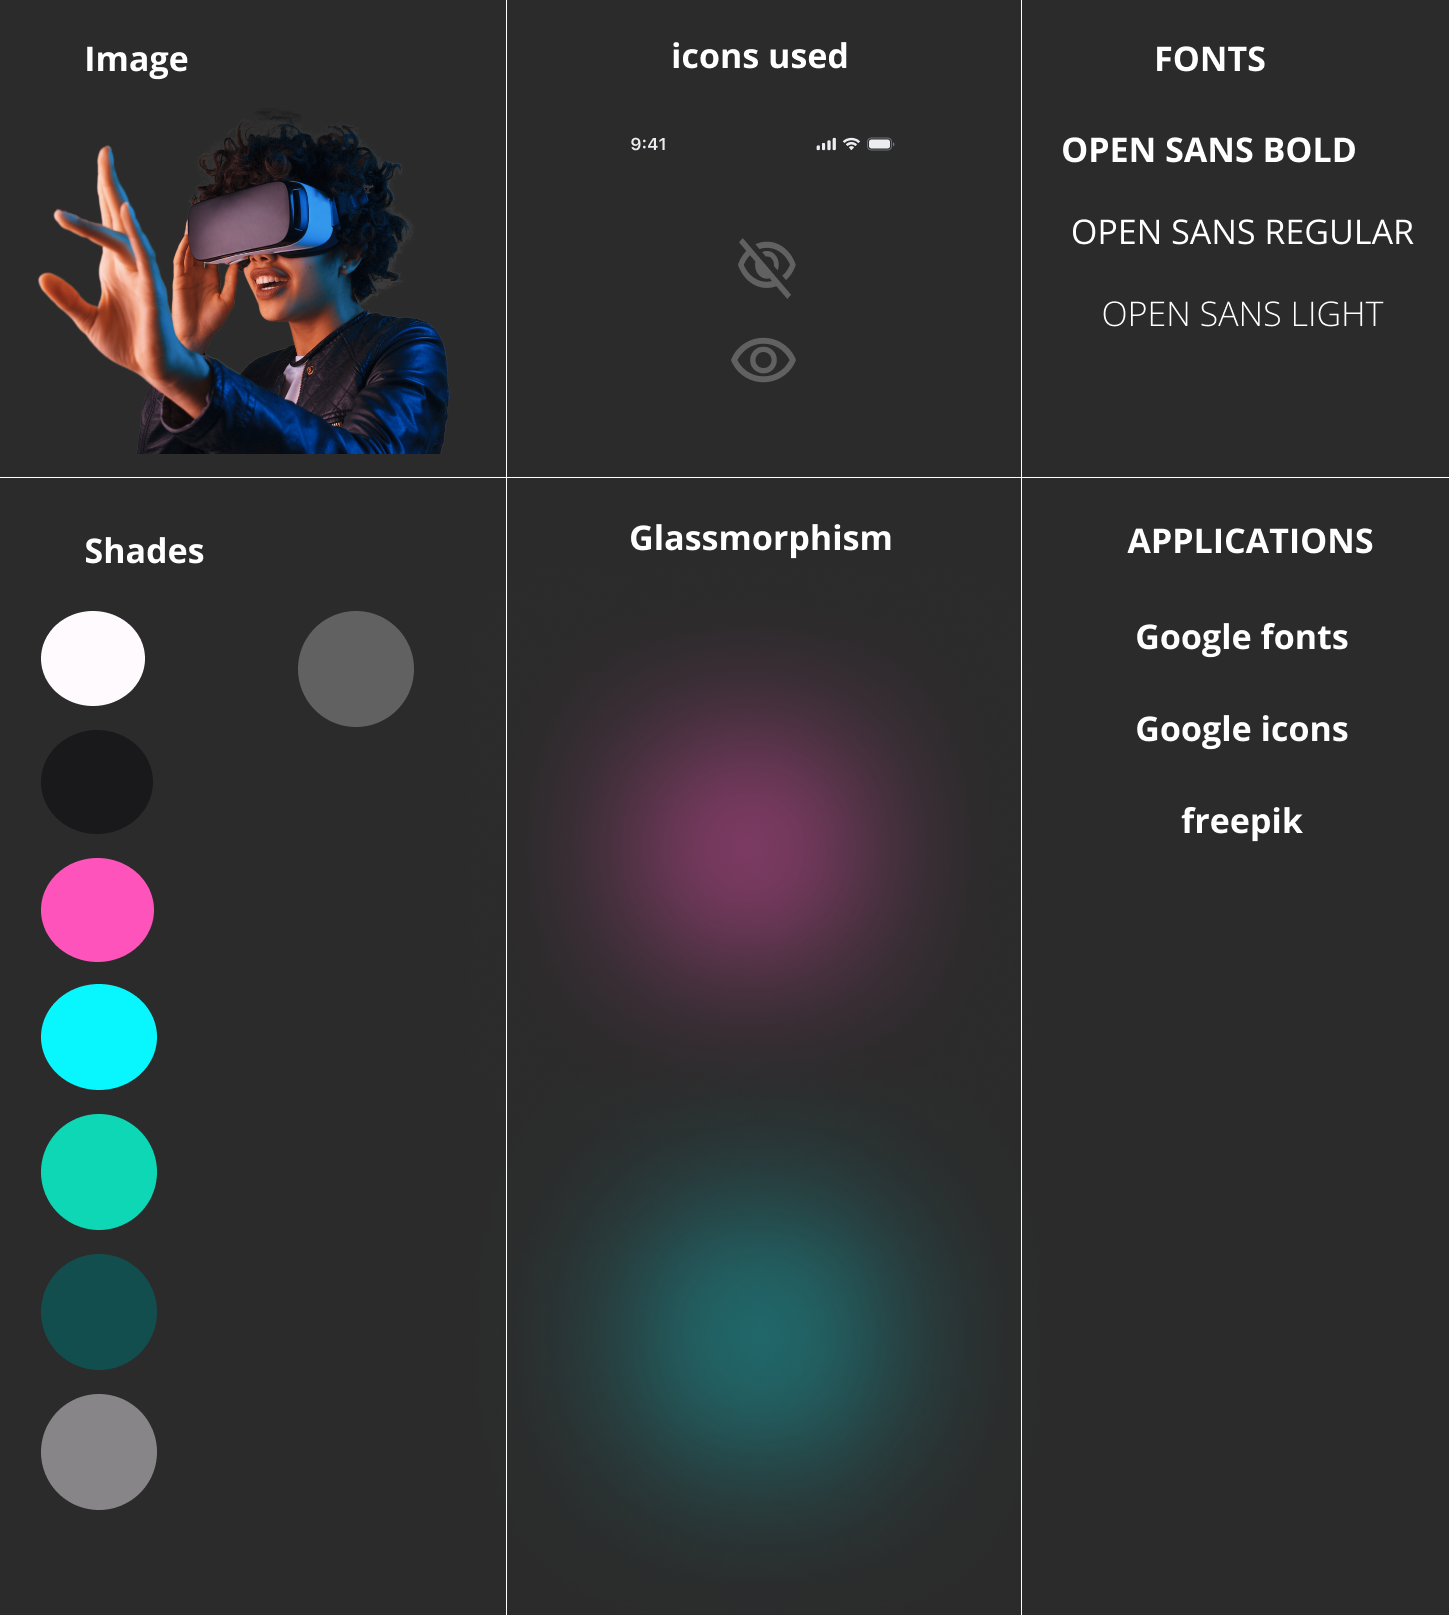 Image
icons used
9:41
FONTS
OPEN SANS BOLD
OPEN SANS REGULAR
OPEN SANS LIGHT
Shades
Glassmorphism
APPLICATIONS
Google fonts
Google icons
freepik